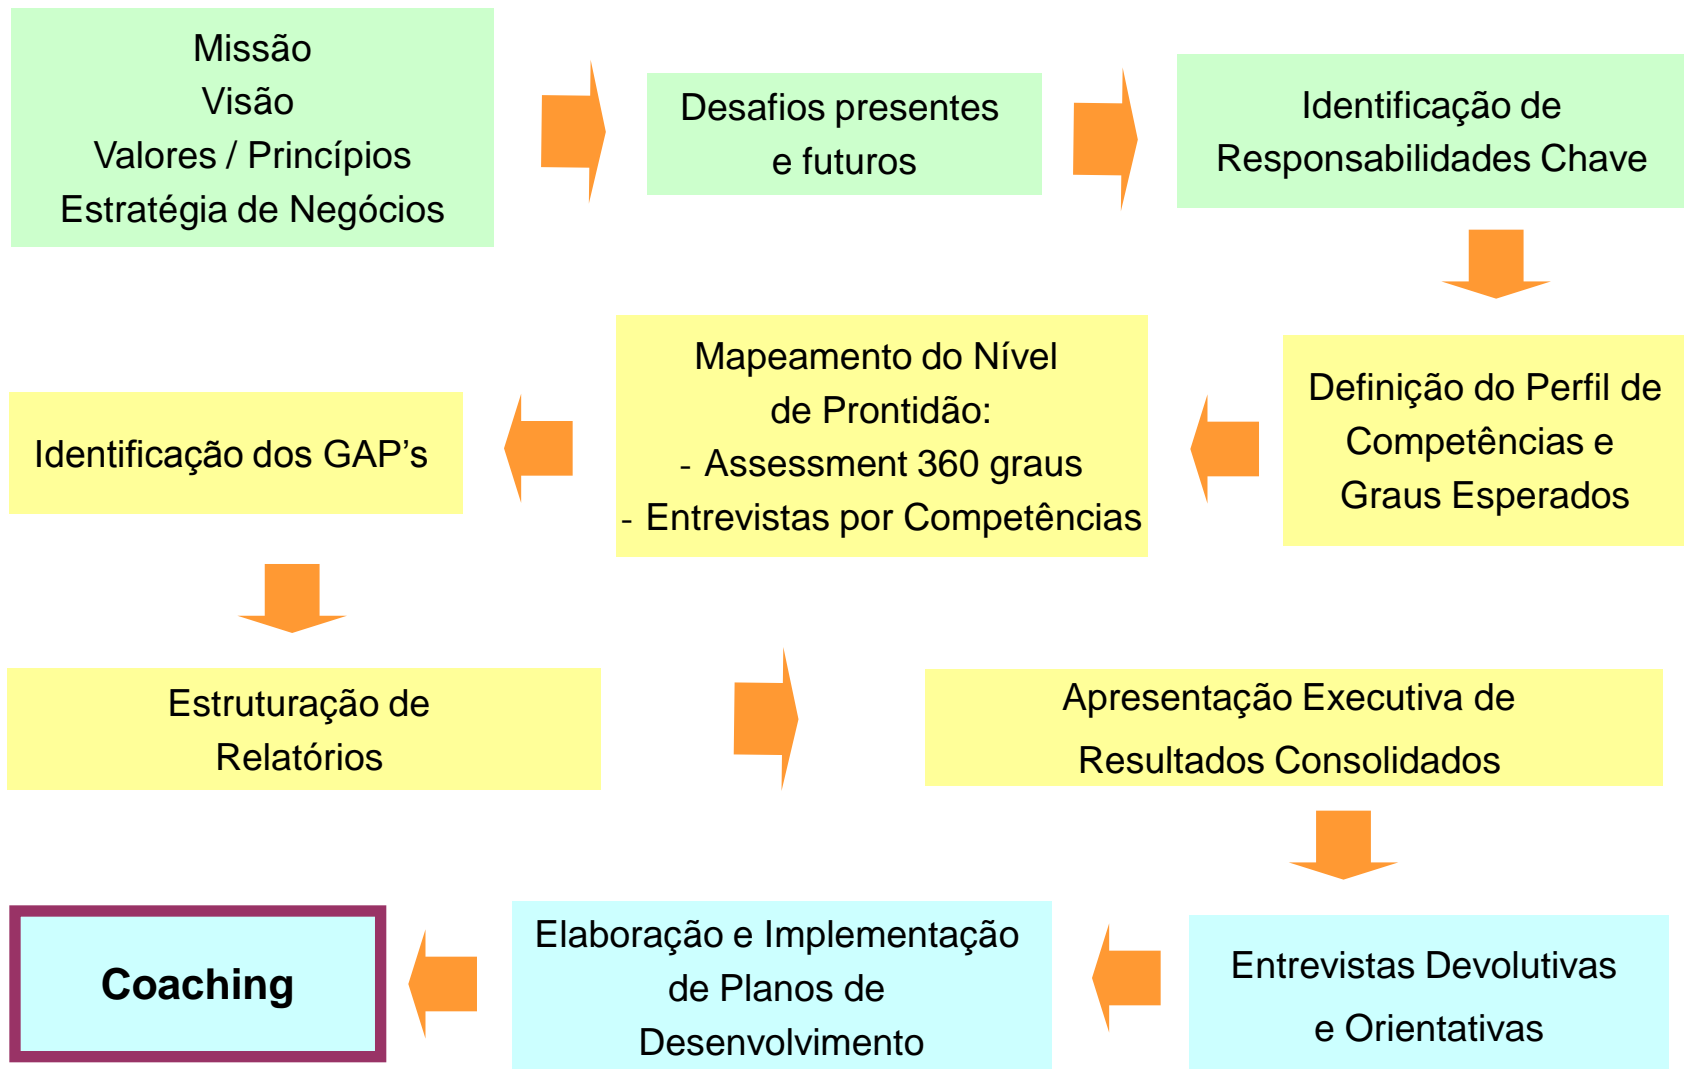 Missão
Visão
Valores / Princípios
Estratégia de Negócios
Desafios presentes
e futuros
Identificação de
Responsabilidades Chave
Definição do Perfil de
Competências e
Graus Esperados
Mapeamento do Nível
de Prontidão:
- Assessment 360 graus
- Entrevistas por Competências
Identificação dos GAP’s
Estruturação de
Relatórios
Apresentação Executiva de
Resultados Consolidados
Entrevistas Devolutivas
e Orientativas
Elaboração e Implementação
de Planos de
Desenvolvimento
Coaching